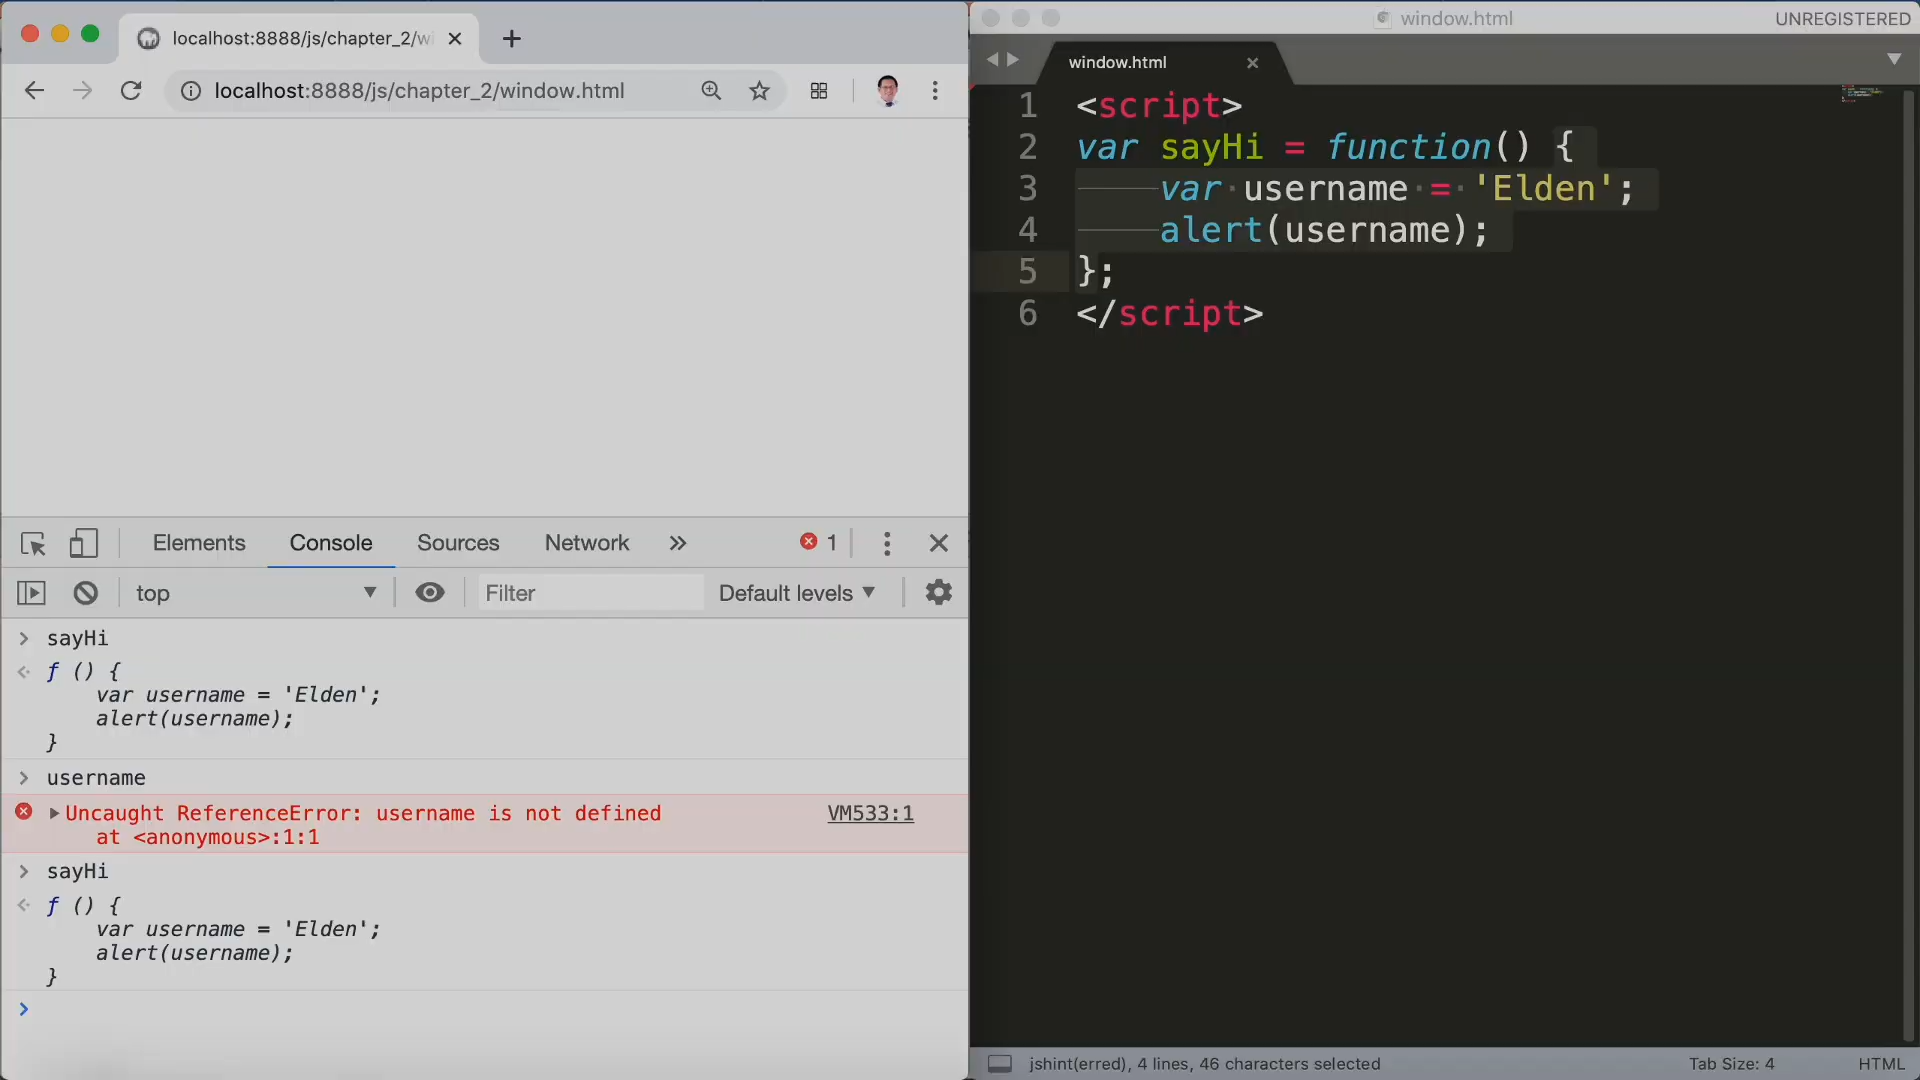 localhost:8888/js/chapter_2/wi
localhost:8888/js/chapter_2/window.html
Elements Console Sources Network » 1
top Filter Default levels
> sayHi
f () {
var username = 'Elden';
alert(username);
}
> username
Uncaught ReferenceError: username is not defined VM533:1
at <anonymous>:1:1
> sayHi
f () {
var username = 'Elden';
alert(username);
}
>
window.html UNREGISTERED
window.html
1 <script>
2 var sayHi = function() {
3 var username = 'Elden';
4 alert(username);
5 };
6 </script>
jshint(erred), 4 lines, 46 characters selected Tab Size: 4 HTML